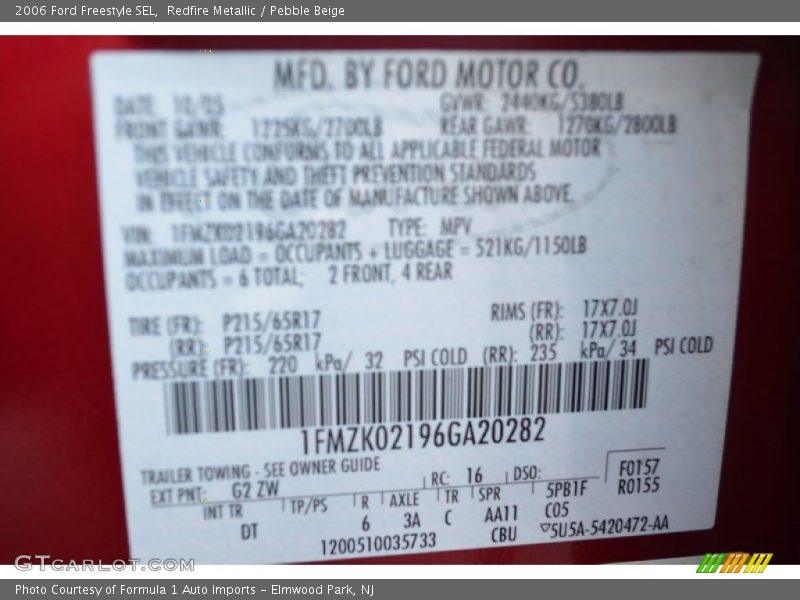 2006 Ford Freestyle SEL, Redfire Metallic / Pebble Beige
MFD. BY FORD MOTOR CO.
DATE: 10/05 GVWR: 2440KG/5380LB
FRONT GAWR: 1225KG/2700LB REAR GAWR: 1270KG/2800LB
THIS VEHICLE CONFORMS TO ALL APPLICABLE FEDERAL MOTOR
VEHICLE SAFETY AND THEFT PREVENTION STANDARDS
IN EFFECT ON THE DATE OF MANUFACTURE SHOWN ABOVE.
VIN: 1FMZK02196GA20282 TYPE: MPV
MAXIMUM LOAD = OCCUPANTS + LUGGAGE = 521KG/1150LB
OCCUPANTS = 6 TOTAL; 2 FRONT, 4 REAR
TIRE (FR): P215/65R17 RIMS (FR): 17X7.0J
(RR): P215/65R17 (RR): 17X7.0J
PRESSURE (FR): 220 kPa/ 32 PSI COLD (RR): 235 kPa/ 34 PSI COLD
1FMZK02196GA20282
TRAILER TOWING - SEE OWNER GUIDE
EXT PNT: G2 ZW RC: 16 DSO: F0157
INT TR TP/PS R AXLE TR SPR 5PB1F R0155
DT 6 3A C AA11 C05
1200510035733 CBU ▽5U5A-5420472-AA
GTCarLot.com
Photo Courtesy of Formula 1 Auto Imports - Elmwood Park, NJ